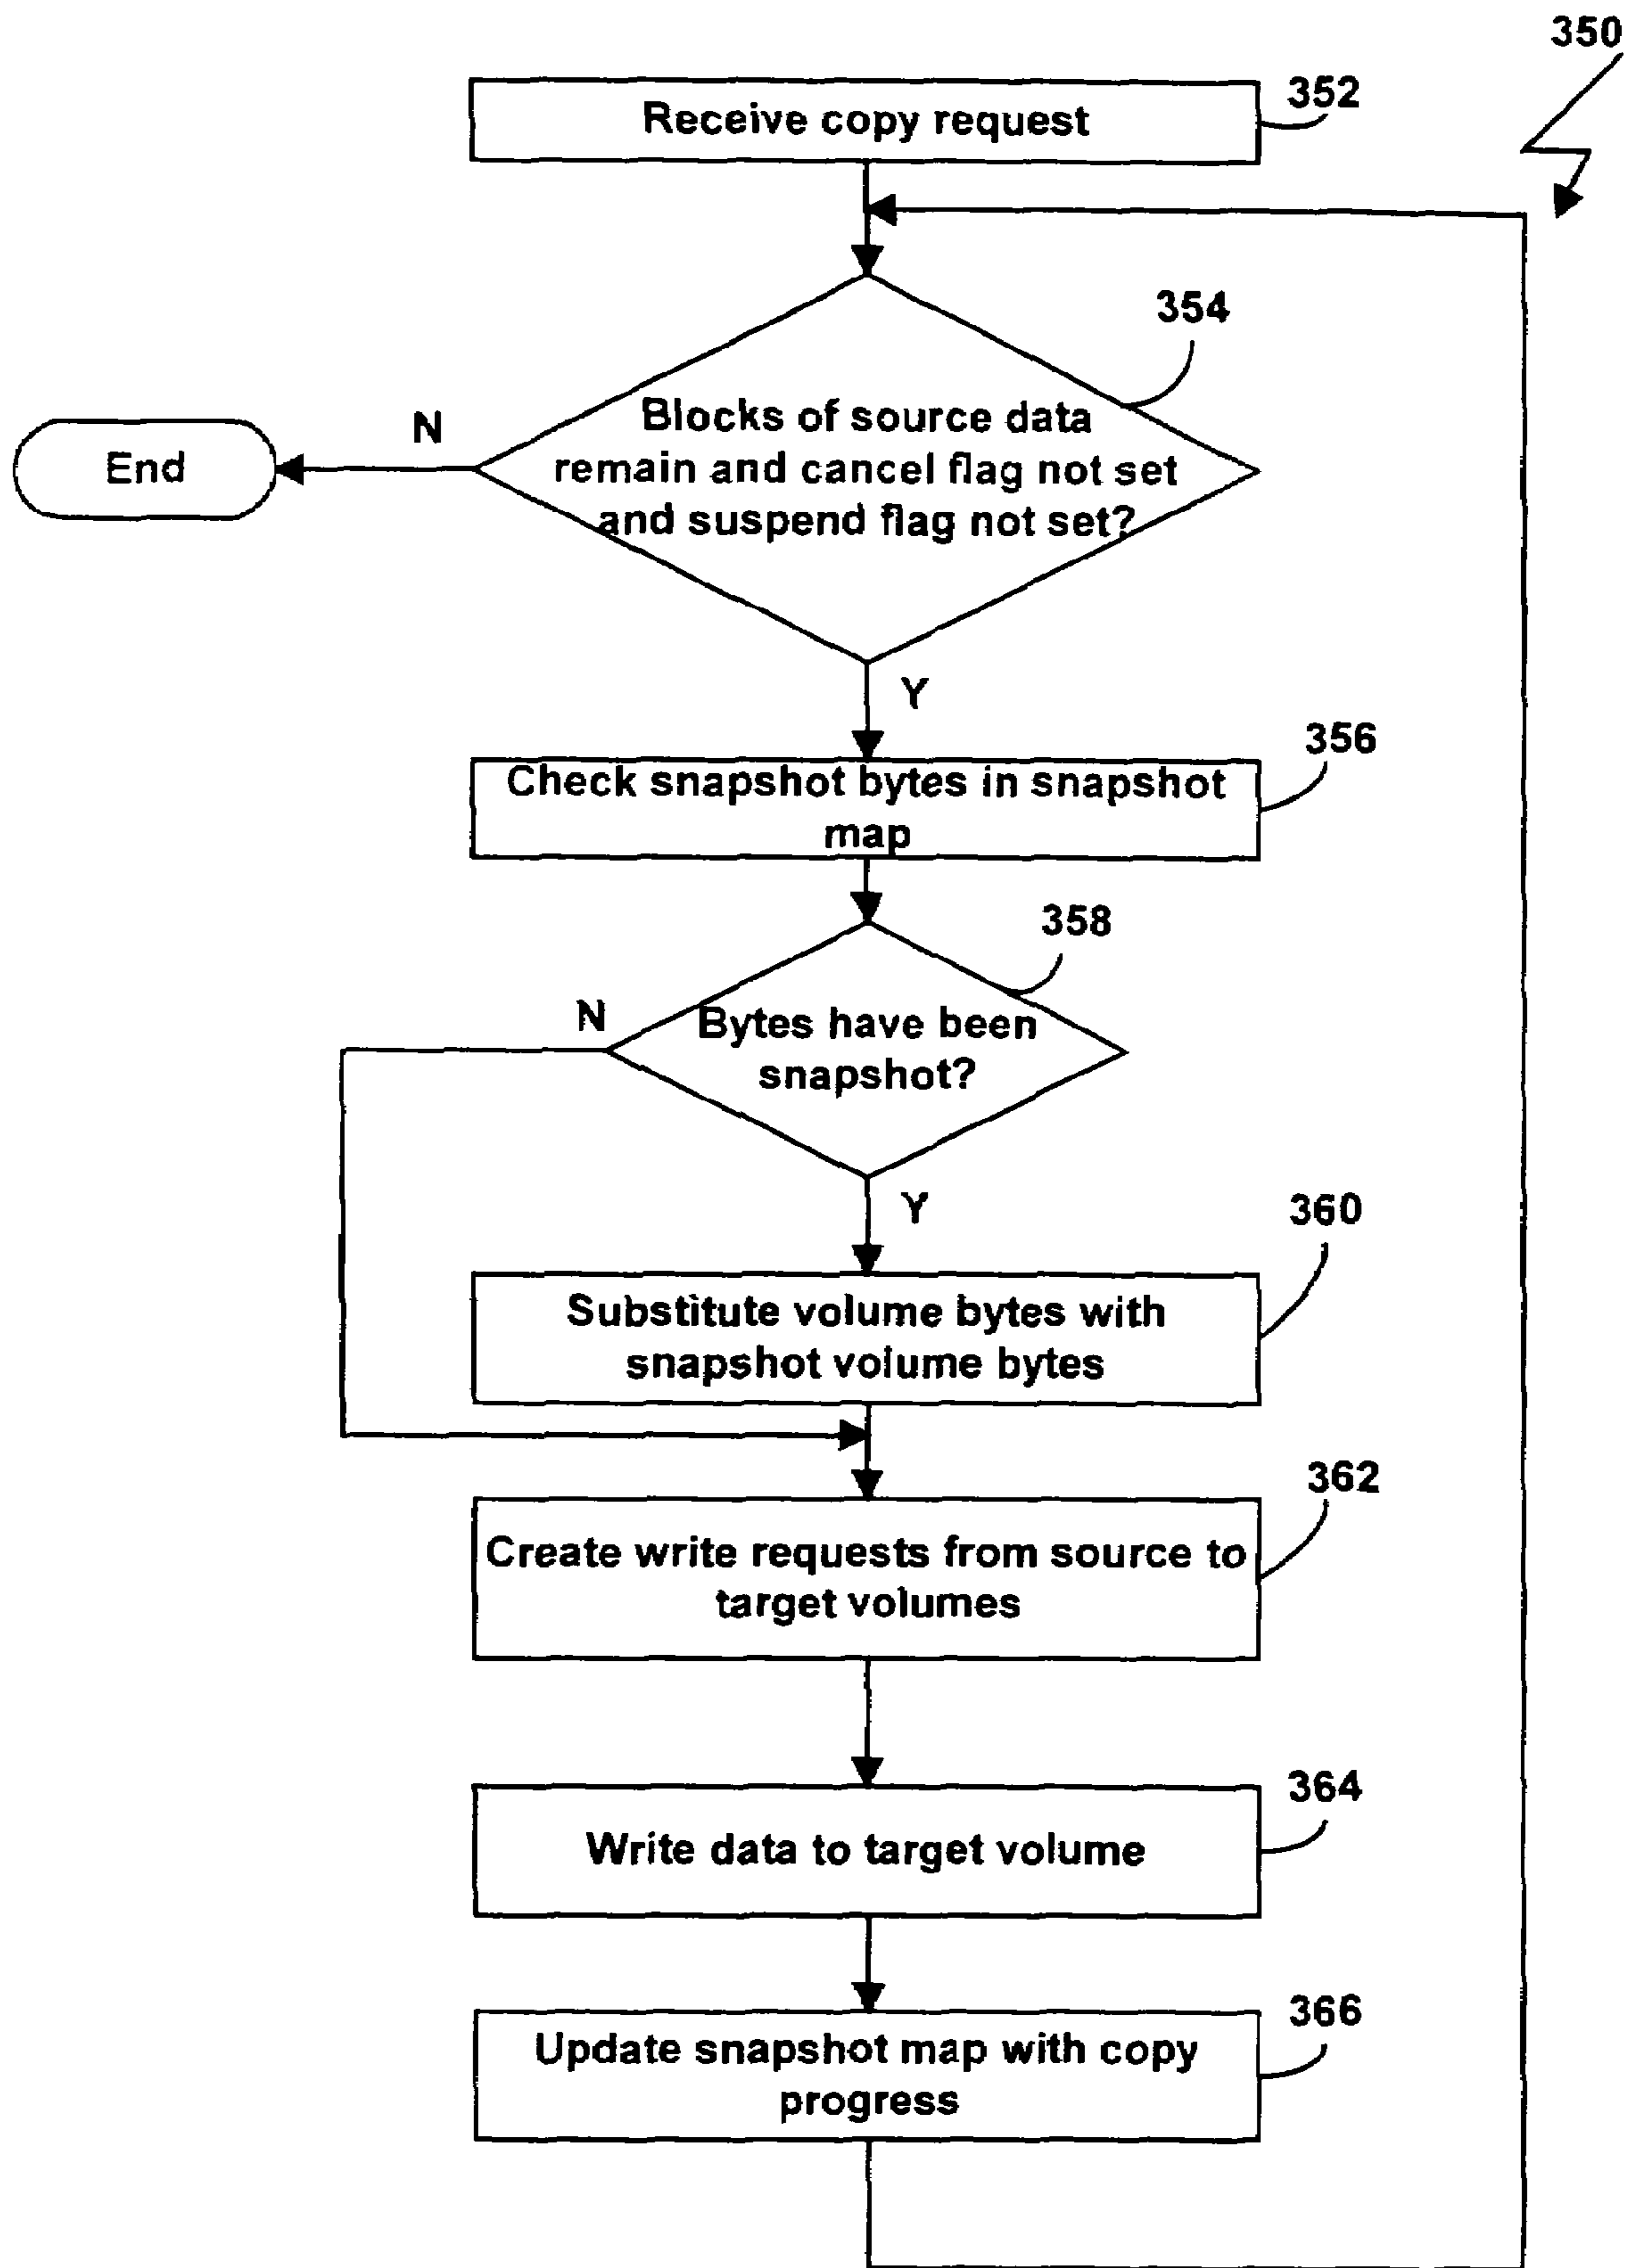 350
Receive copy request
352
354
Blocks of source data
remain and cancel flag not set
and suspend flag not set?
N
End
Y
Check snapshot bytes in snapshot
map
356
358
Bytes have been
snapshot?
N
Y
360
Substitute volume bytes with
snapshot volume bytes
362
Create write requests from source to
target volumes
364
Write data to target volume
366
Update snapshot map with copy
progress